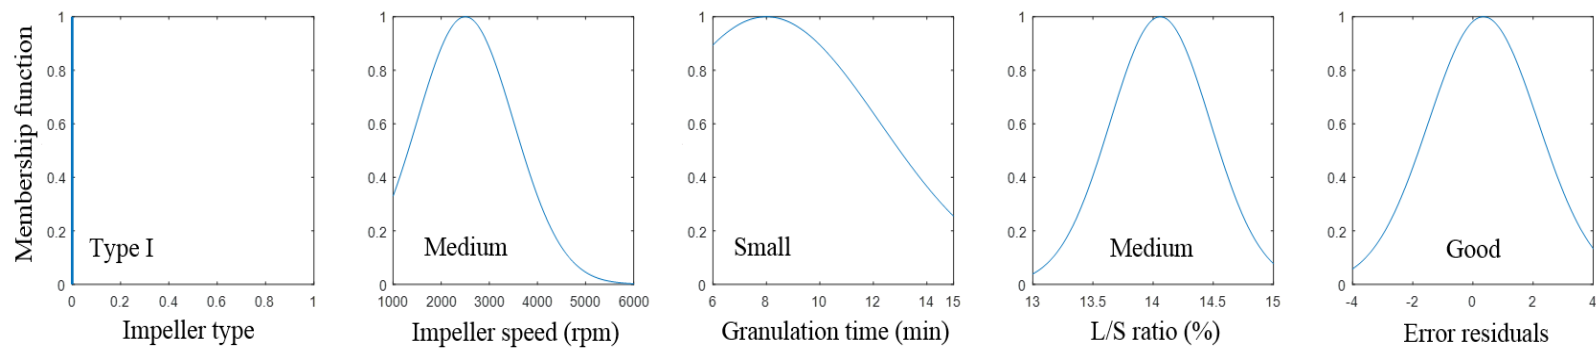 Membership function
1
0.8
0.6
0.4
0.2
0
Type I
0 0.2 0.4 0.6 0.8 1
Impeller type
1
0.8
0.6
0.4
0.2
0
Medium
1000 2000 3000 4000 5000 6000
Impeller speed (rpm)
1
0.8
0.6
0.4
0.2
0
Small
6 8 10 12 14 15
Granulation time (min)
1
0.8
0.6
0.4
0.2
0
Medium
13 13.5 14 14.5 15
L/S ratio (%)
1
0.8
0.6
0.4
0.2
0
Good
-4 -2 0 2 4
Error residuals